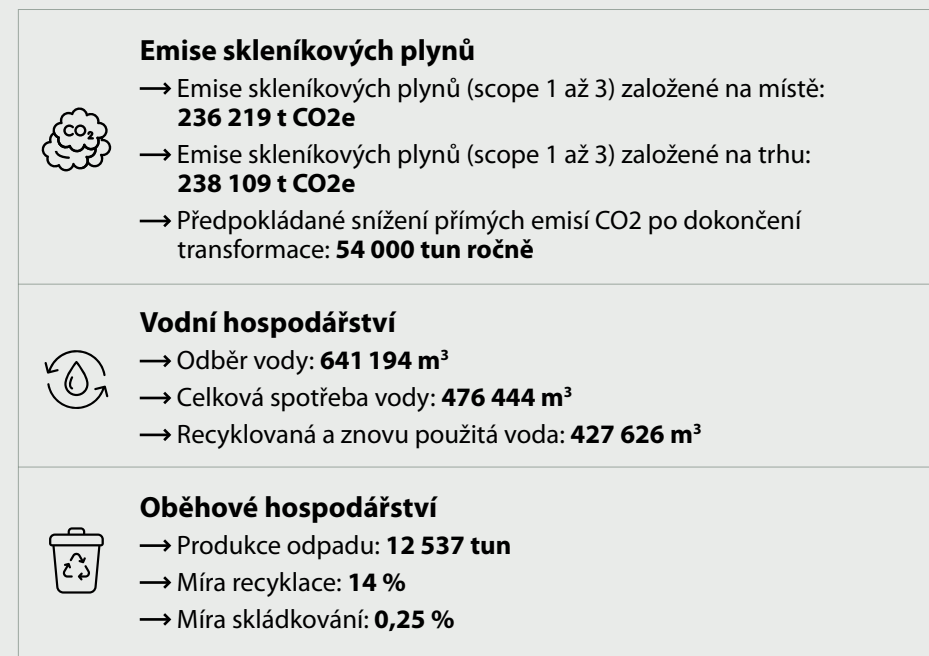 Emise skleníkových plynů
→ Emise skleníkových plynů (scope 1 až 3) založené na místě:
236 219 t CO2e
CO₂
→ Emise skleníkových plynů (scope 1 až 3) založené na trhu:
238 109 t CO2e
→ Předpokládané snížení přímých emisí CO2 po dokončení
transformace: 54 000 tun ročně
Vodní hospodářství
→ Odběr vody: 641 194 m³
→ Celková spotřeba vody: 476 444 m³
→ Recyklovaná a znovu použitá voda: 427 626 m³
Oběhové hospodářství
→ Produkce odpadu: 12 537 tun
→ Míra recyklace: 14 %
→ Míra skládkování: 0,25 %